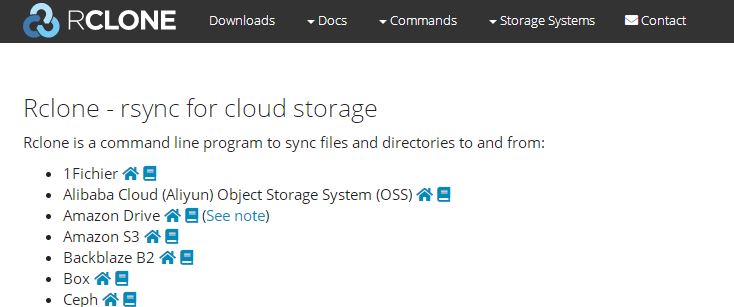 RCLONE Downloads Docs Commands Storage Systems Contact
Rclone - rsync for cloud storage
Rclone is a command line program to sync files and directories to and from:
1Fichier
Alibaba Cloud (Aliyun) Object Storage System (OSS)
Amazon Drive (See note)
Amazon S3
Backblaze B2
Box
Ceph